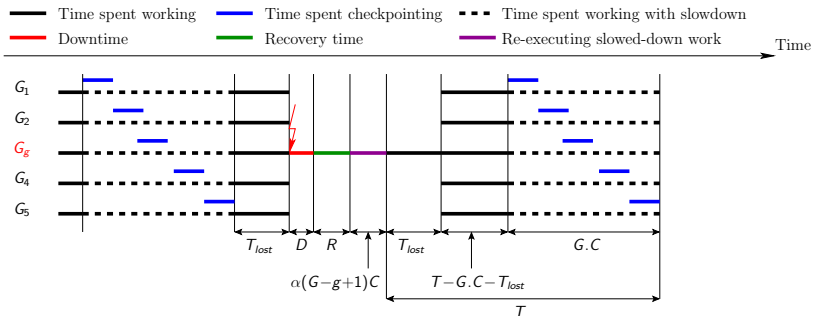 Time spent working Time spent checkpointing Time spent working with slowdown
Downtime Recovery time Re-executing slowed-down work
Time
G1
G2
Gg
G4
G5
Tlost D R Tlost G.C
α(G−g+1)C T−G.C−Tlost
T